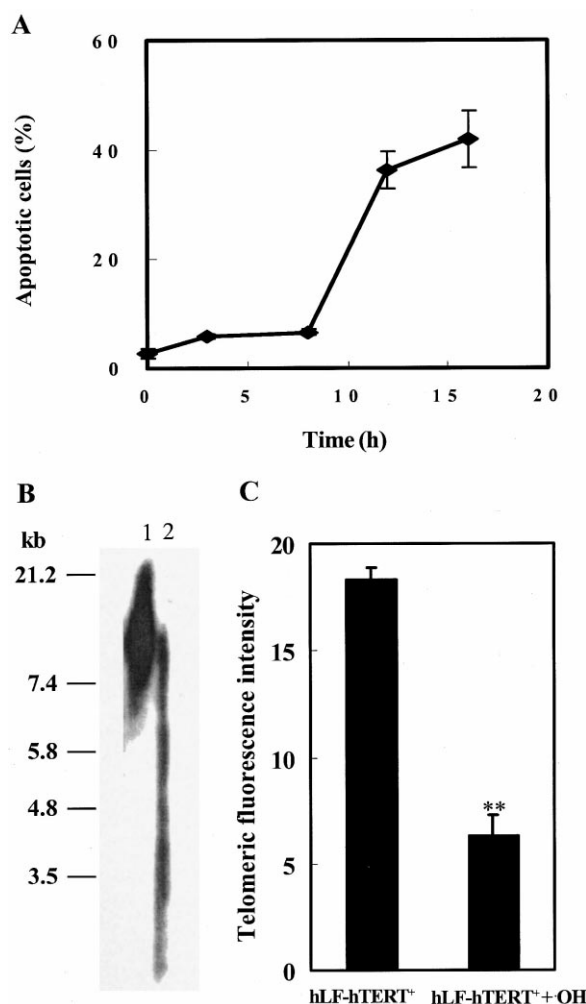 A
60
40
20
0
Apoptotic cells (%)
0 5 10 15 20
Time (h)
B
kb
1 2
21.2
7.4
5.8
4.8
3.5
C
20
15
10
5
0
Telomeric fluorescence intensity
**
hLF-hTERT⁺ hLF-hTERT⁺+·OH